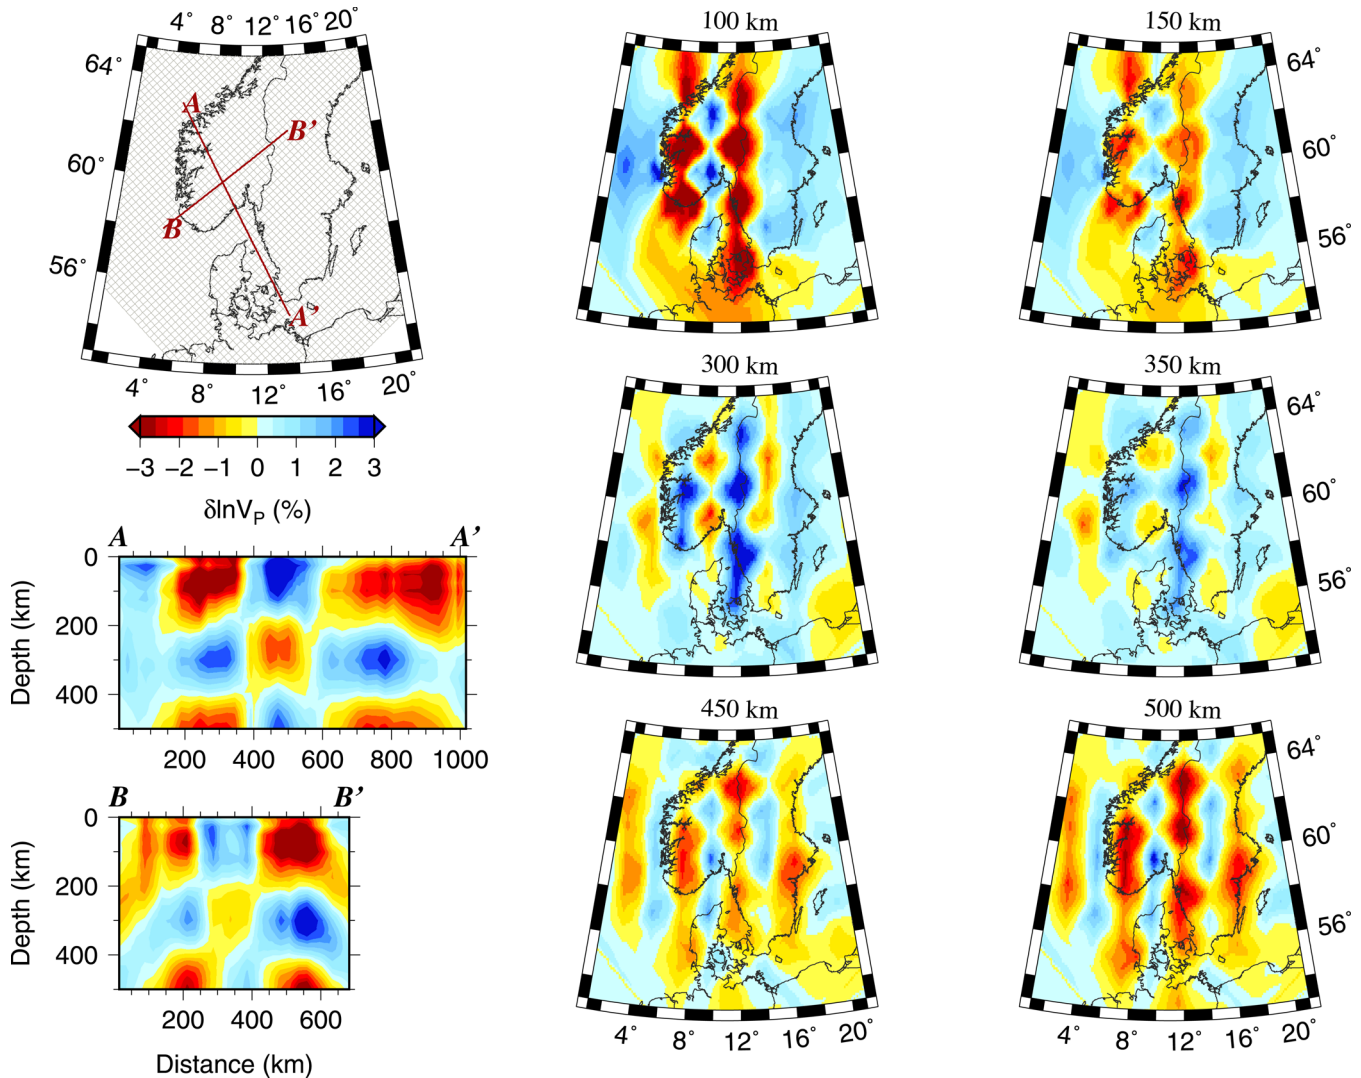 4° 8° 12° 16° 20°
64°
60°
56°
A
B'
B
A'
4° 8° 12° 16° 20°
−3 −2 −1 0 1 2 3
δlnVP (%)
A A'
0
200
400
Depth (km)
200 400 600 800 1000
B B'
0
200
400
Depth (km)
200 400 600
Distance (km)
100 km
150 km
64°
60°
56°
300 km
350 km
64°
60°
56°
450 km
500 km
64°
60°
56°
4° 8° 12° 16° 20°
4° 8° 12° 16° 20°